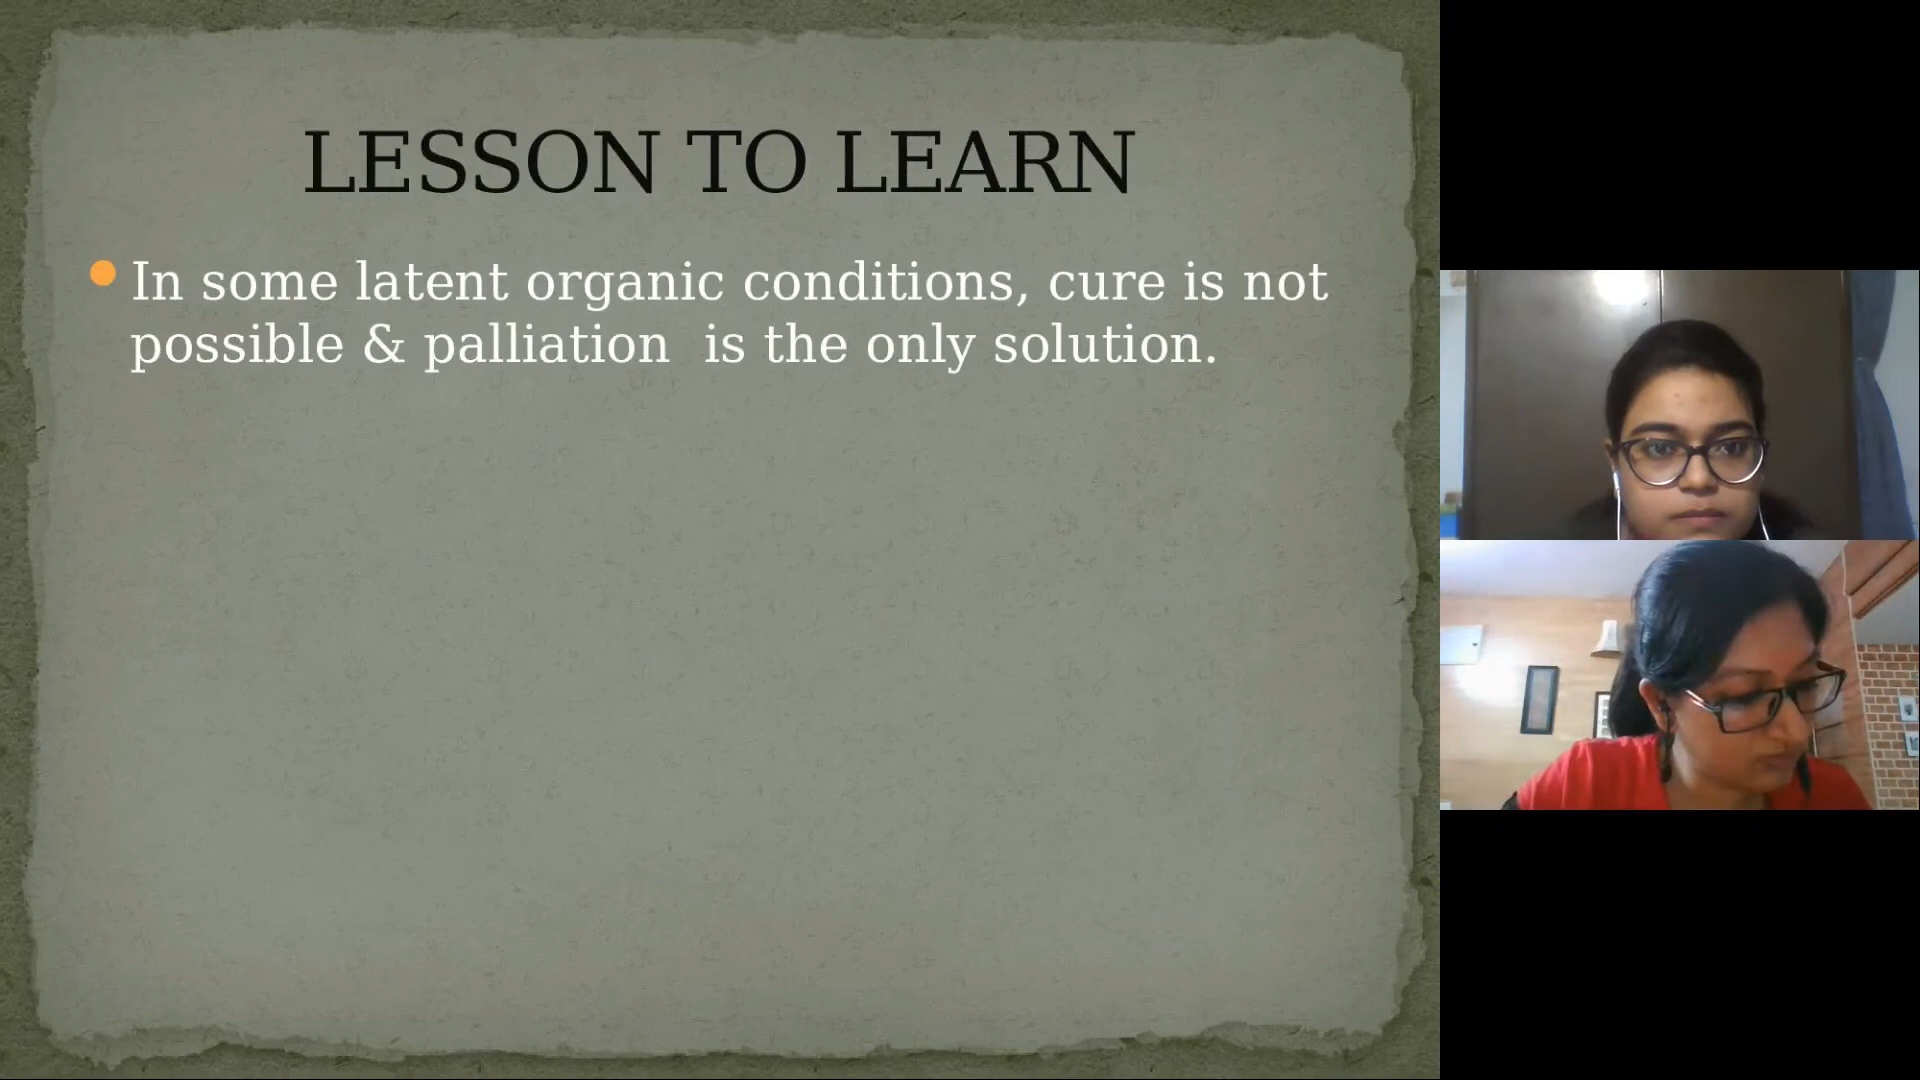 LESSON TO LEARN
In some latent organic conditions, cure is not
possible & palliation  is the only solution.